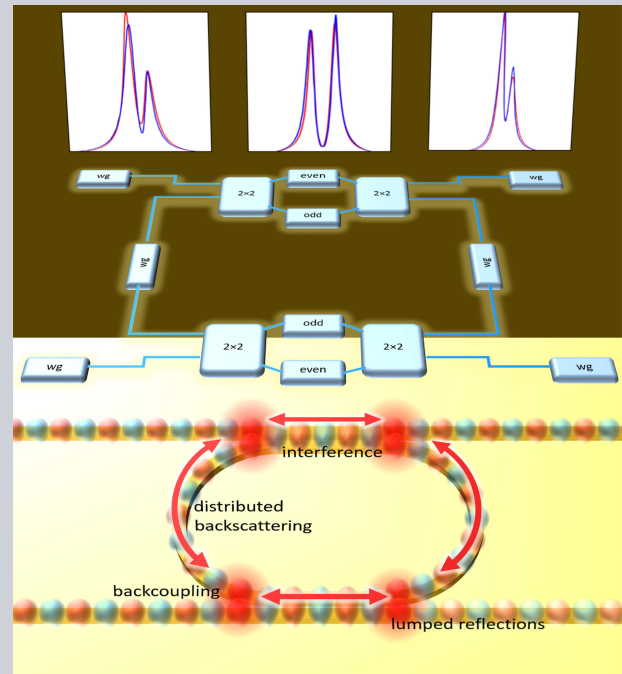 even
wg
2×2
2×2
wg
odd
wg
wg
odd
2×2
2×2
wg
even
wg
interference
distributed
backscattering
backcoupling
lumped reflections